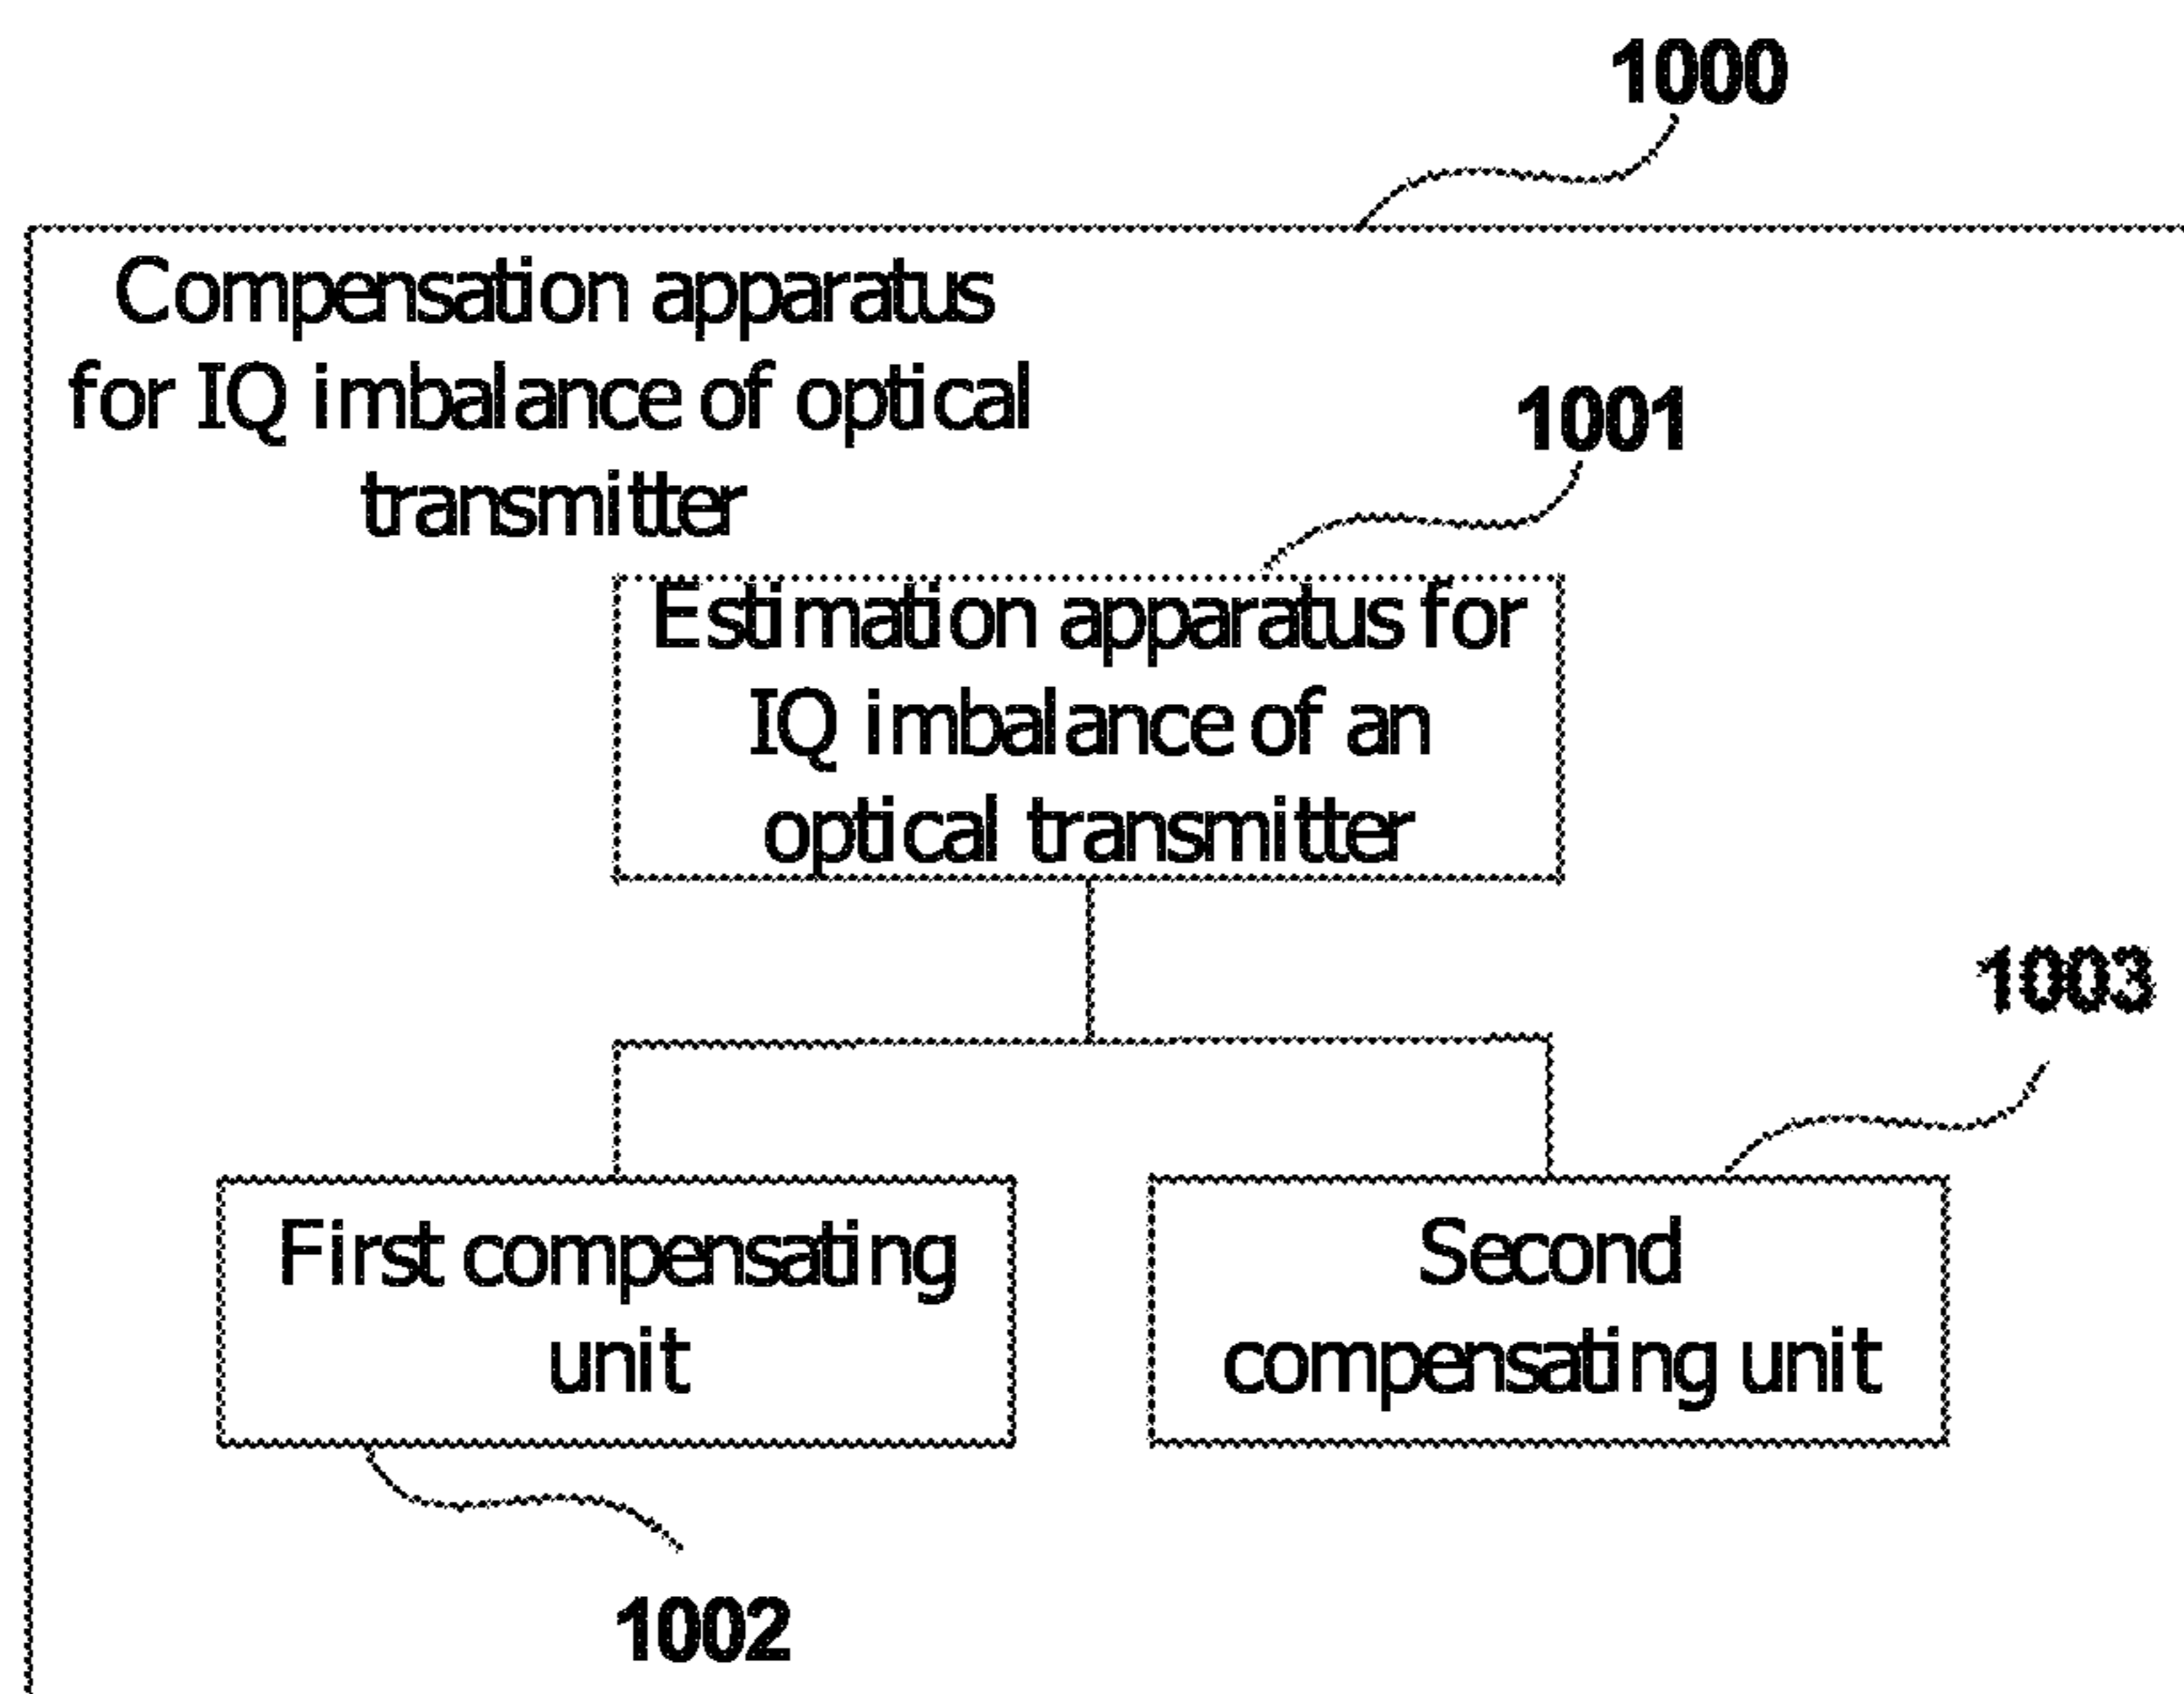 1000
Compensation apparatus
for IQ imbalance of optical
transmitter
1001
Estimation apparatus for
IQ imbalance of an
optical transmitter
1003
First compensating
unit
Second
compensating unit
1002